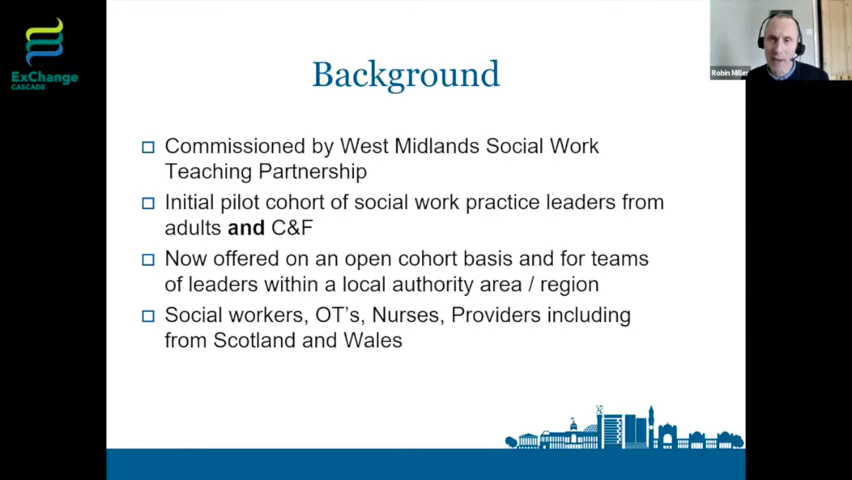 ExChange
CASCADE
Robin Miller
Background
Commissioned by West Midlands Social Work
Teaching Partnership
Initial pilot cohort of social work practice leaders from
adults and C&F
Now offered on an open cohort basis and for teams
of leaders within a local authority area / region
Social workers, OT's, Nurses, Providers including
from Scotland and Wales